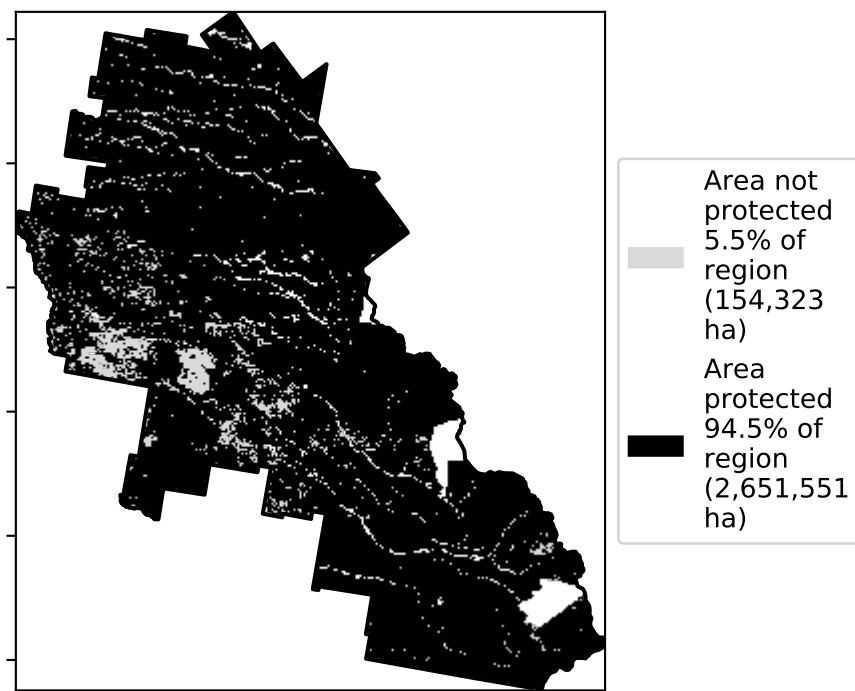 Area not
protected
5.5% of
region
(154,323
ha)
Area
protected
94.5% of
region
(2,651,551
ha)